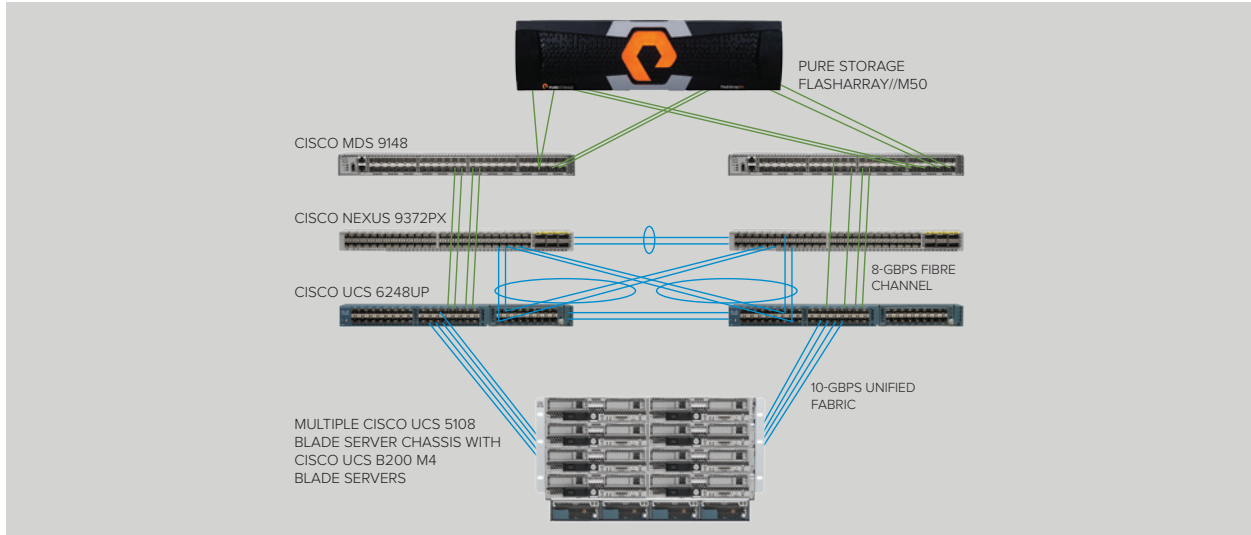 PURE STORAGE
FLASHARRAY//M50
CISCO MDS 9148
CISCO NEXUS 9372PX
8-GBPS FIBRE
CHANNEL
CISCO UCS 6248UP
10-GBPS UNIFIED
FABRIC
MULTIPLE CISCO UCS 5108
BLADE SERVER CHASSIS WITH
CISCO UCS B200 M4
BLADE SERVERS